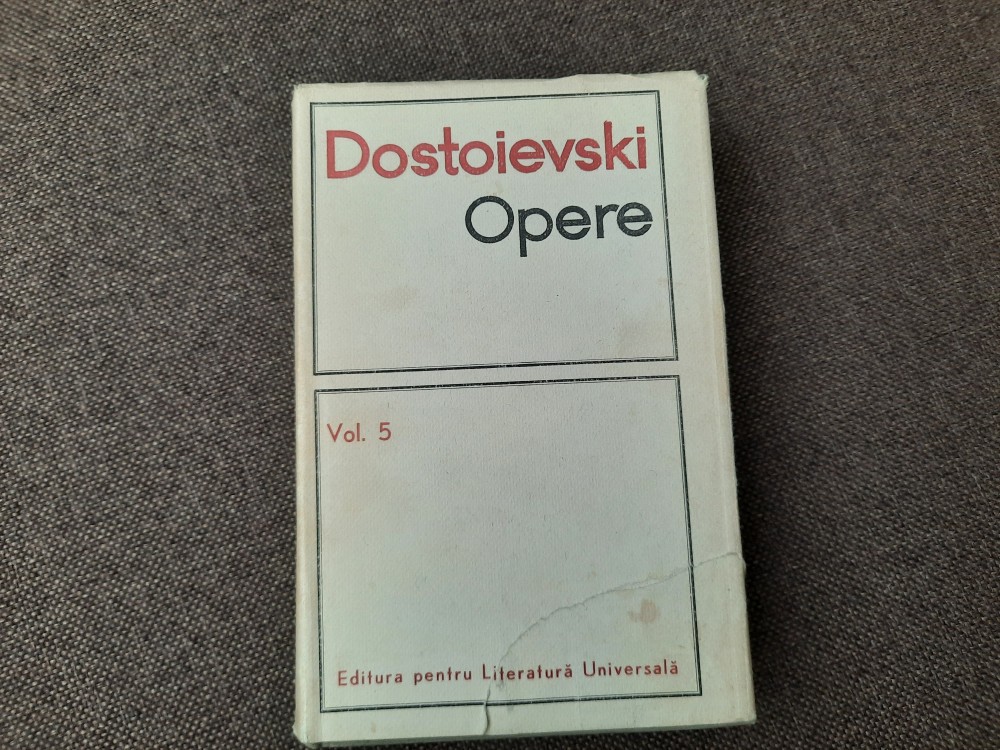 Dostoievski
Opere
Vol. 5
Editura pentru Literatură Universală